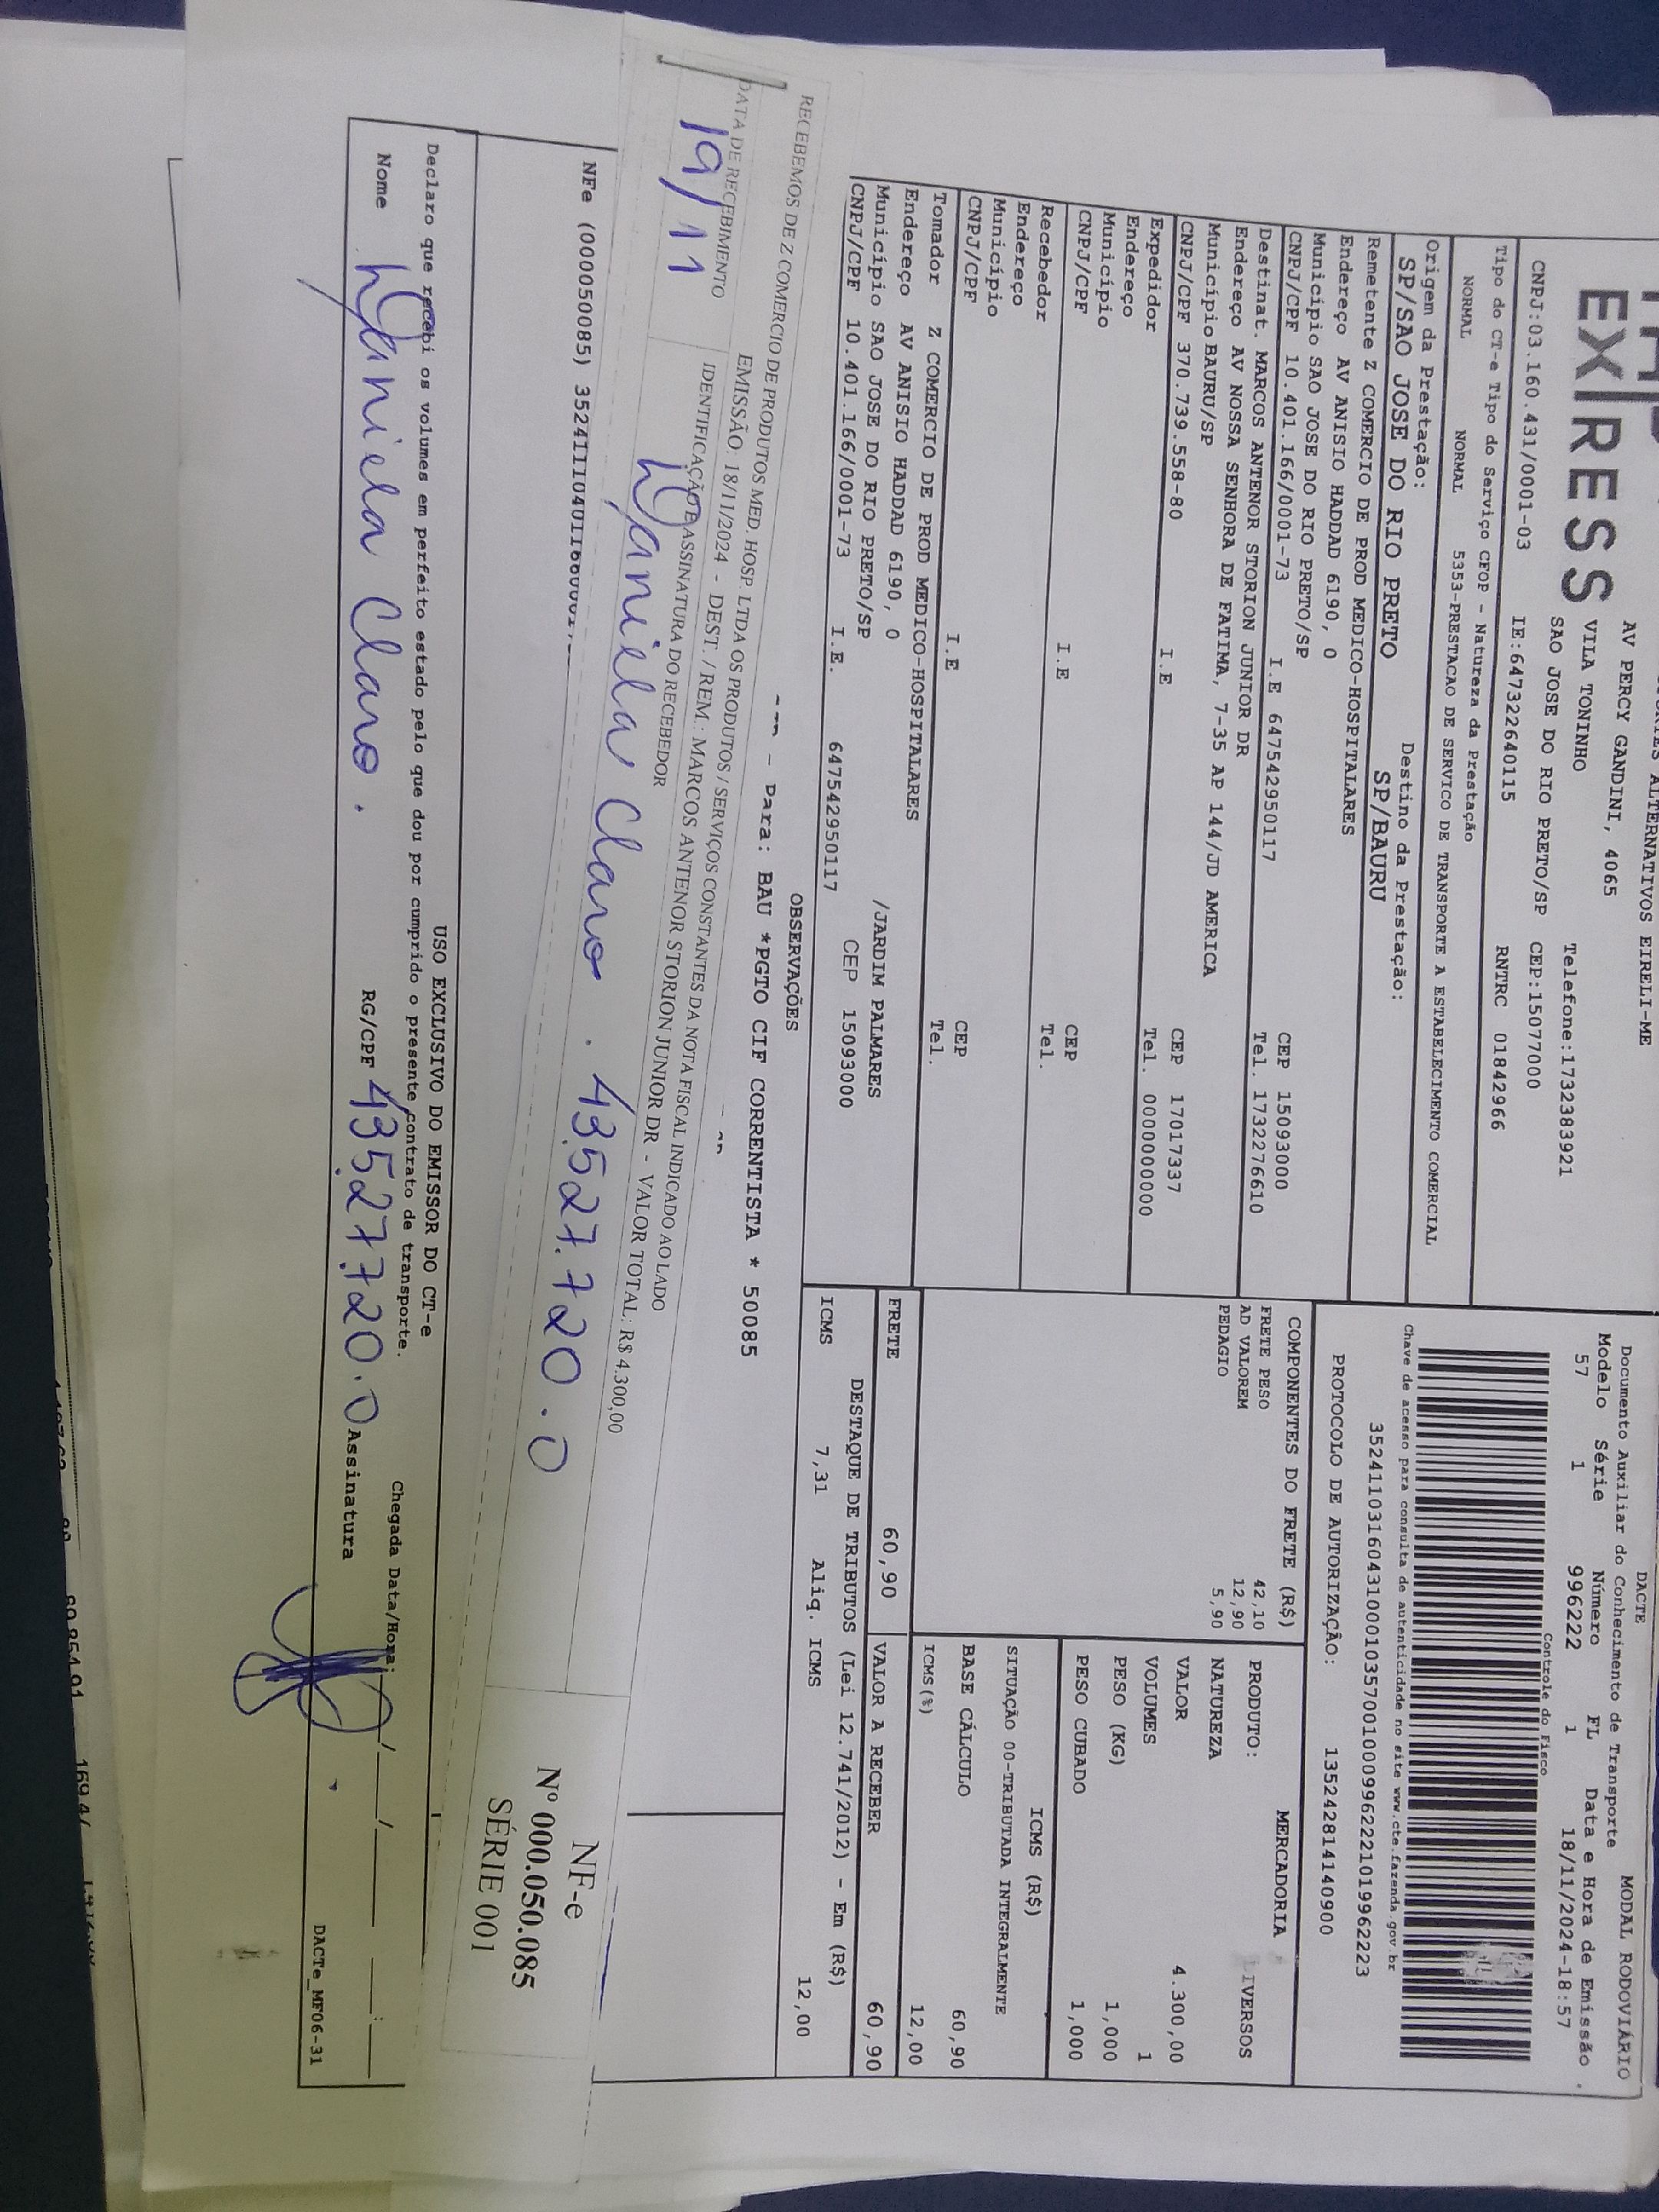 EX RESS
ALTERNATIVOS EIRELI-ME
AV PERCY GANDINI, 4065
VILA TONINHO
Telefone:1732383921
SAO JOSE DO RIO PRETO/SP CEP:15077000
CNPJ:03.160.431/0001-03 IE:647322640115 RNTRC 01842966
DACTE
Documento Auxiliar do Conhecimento de Transporte
MODAL RODOVIÁRIO
Modelo Série Número FL Data e Hora de Emissão
57 1 996222 1 18/11/2024-18:57
Controle do Fisco
Chave de acesso para consulta de autenticidade no site www.cte.fazenda.gov.br
35241103160431000103570010009962221019962223
PROTOCOLO DE AUTORIZAÇÃO: 135242814140900
Tipo do CT-e Tipo do Serviço CFOP - Natureza da Prestação
NORMAL NORMAL 5353-PRESTACAO DE SERVICO DE TRANSPORTE A ESTABELECIMENTO COMERCIAL
Origem da Prestação: Destino da Prestação:
SP/SAO JOSE DO RIO PRETO SP/BAURU
Remetente Z COMERCIO DE PROD MEDICO-HOSPITALARES
Endereço AV ANISIO HADDAD 6190, 0
Município SAO JOSE DO RIO PRETO/SP CEP 15093000
CNPJ/CPF 10.401.166/0001-73 I.E 647542950117 Tel. 1732276610
Destinat. MARCOS ANTENOR STORION JUNIOR DR
Endereço AV NOSSA SENHORA DE FATIMA, 7-35 AP 144/JD AMERICA
Município BAURU/SP CEP 17017337
CNPJ/CPF 370.739.558-80 I.E Tel. 0000000000
Expedidor
Endereço
Município CEP
CNPJ/CPF I.E Tel.
Recebedor
Endereço
Município CEP
CNPJ/CPF I.E Tel.
Tomador Z COMERCIO DE PROD MEDICO-HOSPITALARES
Endereço AV ANISIO HADDAD 6190, 0 /JARDIM PALMARES
Município SAO JOSE DO RIO PRETO/SP CEP 15093000
CNPJ/CPF 10.401.166/0001-73 I.E. 647542950117
COMPONENTES DO FRETE (R$)
FRETE PESO 42,10
AD VALOREM 12,90
PEDAGIO 5,90
MERCADORIA
PRODUTO: IVERSOS
NATUREZA
VALOR 4.300,00
VOLUMES 1
PESO (KG) 1,000
PESO CUBADO 1,000
ICMS (R$)
SITUAÇÃO 00-TRIBUTADA INTEGRALMENTE
BASE CÁLCULO 60,90
ICMS(%) 12,00
FRETE 60,90 VALOR A RECEBER 60,90
DESTAQUE DE TRIBUTOS (Lei 12.741/2012) - Em (R$)
ICMS 7,31 Aliq. ICMS 12,00
OBSERVAÇÕES
- Para: BAU *PGTO CIF CORRENTISTA * 50085
RECEBEMOS DE Z COMERCIO DE PRODUTOS MED. HOSP. LTDA OS PRODUTOS / SERVIÇOS CONSTANTES DA NOTA FISCAL INDICADO AO LADO
EMISSÃO: 18/11/2024 - DEST. / REM.: MARCOS ANTENOR STORION JUNIOR DR - VALOR TOTAL: R$ 4.300,00
DATA DE RECEBIMENTO IDENTIFICAÇÃO E ASSINATURA DO RECEBEDOR
19/11 Daniela Claro. 43.527.720.0
NF-e
Nº 000.050.085
SÉRIE 001
NFe (000050085)
USO EXCLUSIVO DO EMISSOR DO CT-e
Declaro que recebi os volumes em perfeito estado pelo que dou por cumprido o presente contrato de transporte.
Chegada Data/Hora: / / :
Nome Daniela Claro. RG/CPF 43.527.720.0 Assinatura
DACTe_MF06-31